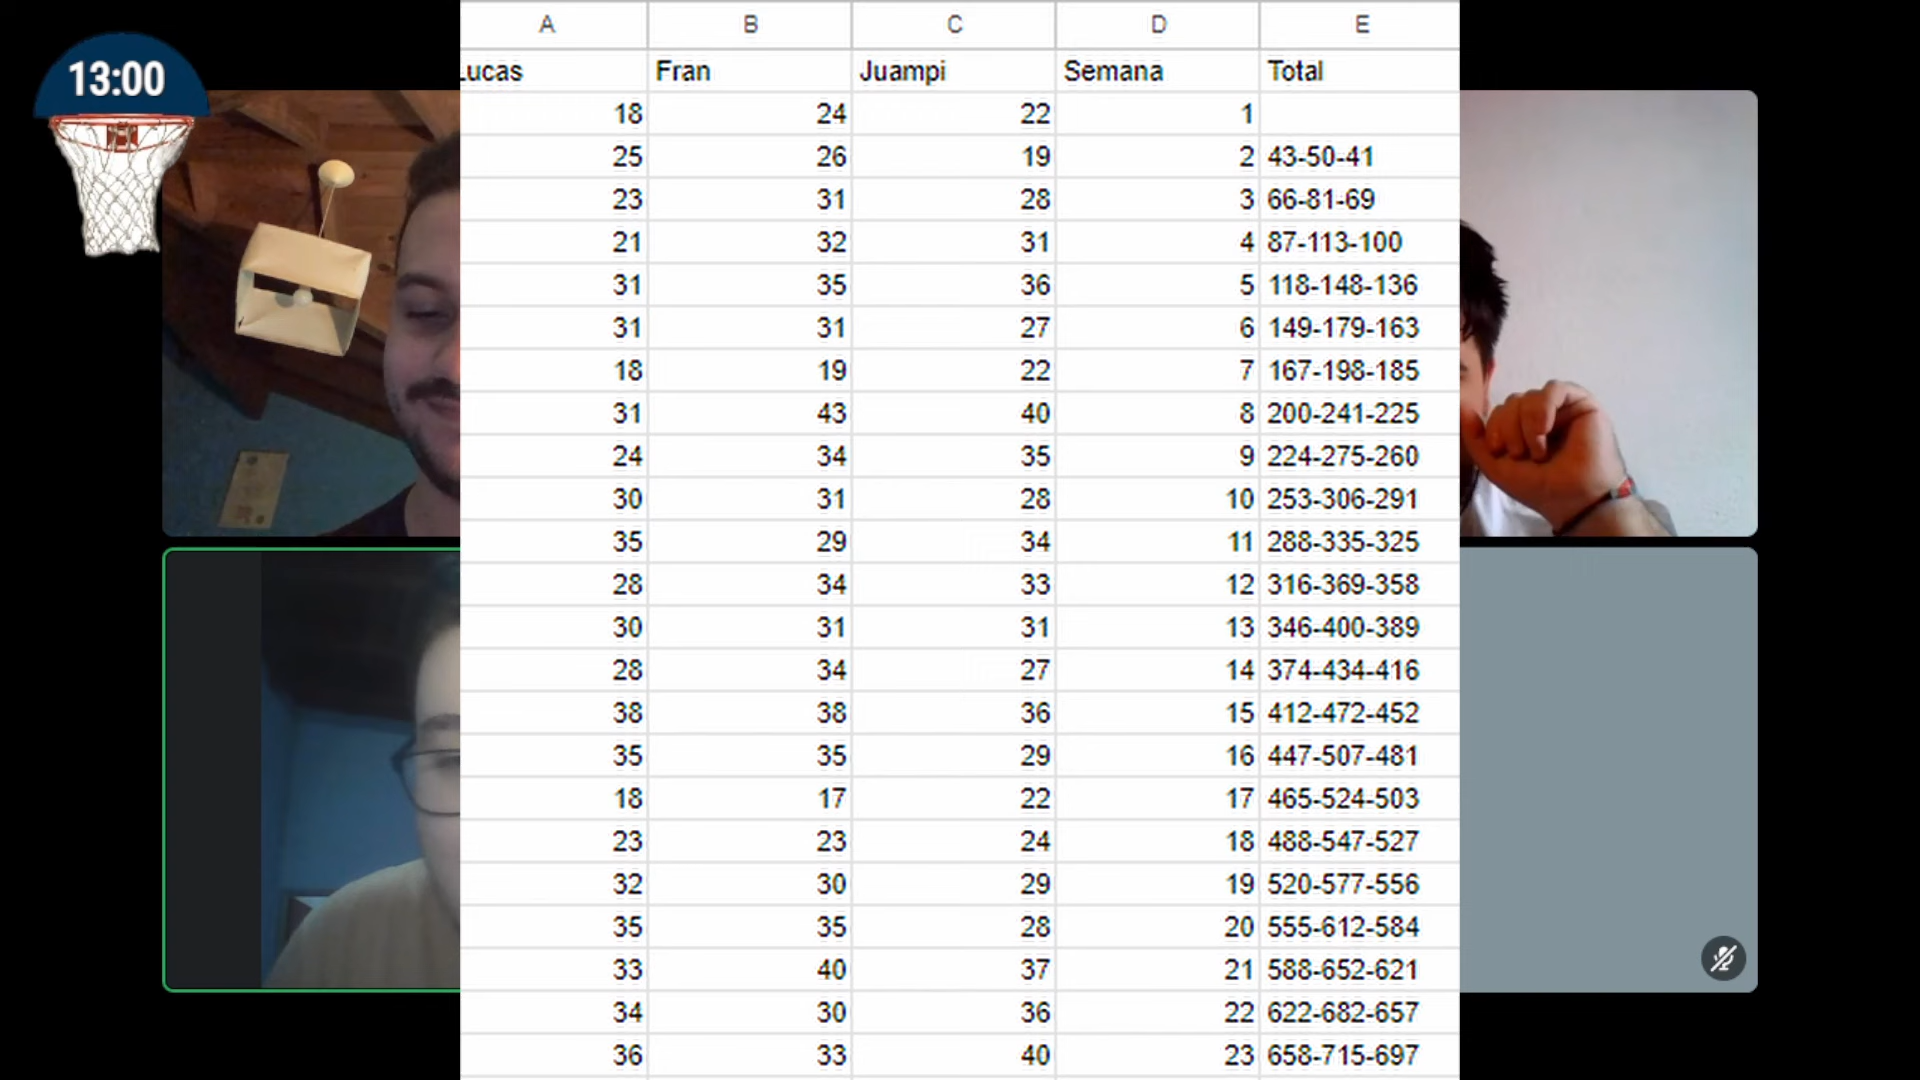 13:00
A B C D E
Lucas Fran Juampi Semana Total
18 24 22 1
25 26 19 2 43-50-41
23 31 28 3 66-81-69
21 32 31 4 87-113-100
31 35 36 5 118-148-136
31 31 27 6 149-179-163
18 19 22 7 167-198-185
31 43 40 8 200-241-225
24 34 35 9 224-275-260
30 31 28 10 253-306-291
35 29 34 11 288-335-325
28 34 33 12 316-369-358
30 31 31 13 346-400-389
28 34 27 14 374-434-416
38 38 36 15 412-472-452
35 35 29 16 447-507-481
18 17 22 17 465-524-503
23 23 24 18 488-547-527
32 30 29 19 520-577-556
35 35 28 20 555-612-584
33 40 37 21 588-652-621
34 30 36 22 622-682-657
36 33 40 23 658-715-697